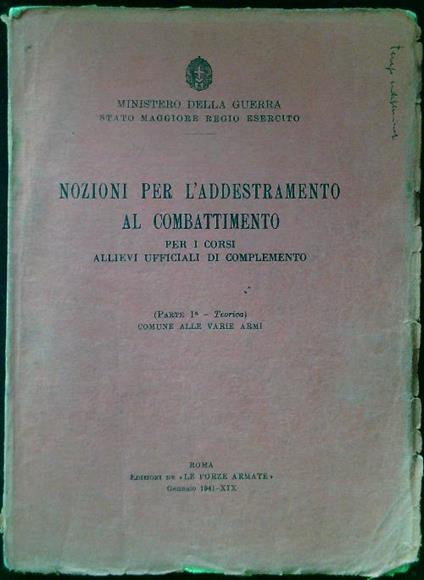 MINISTERO DELLA GUERRA
STATO MAGGIORE REGIO ESERCITO
NOZIONI PER L'ADDESTRAMENTO
AL COMBATTIMENTO
PER I CORSI
ALLIEVI UFFICIALI DI COMPLEMENTO
(PARTE Iª - Teorica)
COMUNE ALLE VARIE ARMI
ROMA
EDIZIONI DE «LE FORZE ARMATE»
Gennaio 1941-XIX